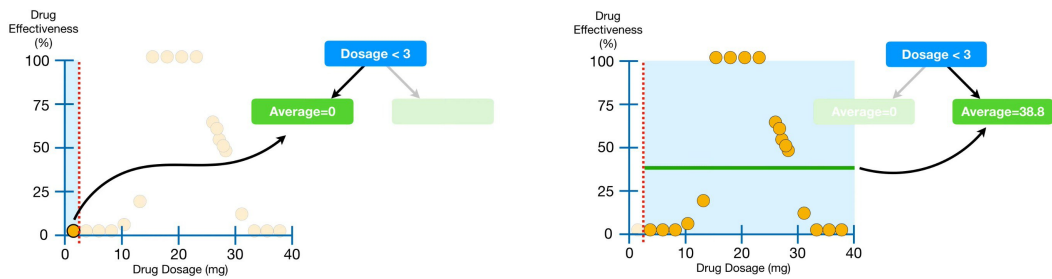 Drug
Effectiveness
(%)
Dosage < 3
100
Average=0
75
50
25
0
0 10 20 30 40
Drug Dosage (mg)
Drug
Effectiveness
(%)
Dosage < 3
100
Average=0 Average=38.8
75
50
25
0
0 10 20 30 40
Drug Dosage (mg)